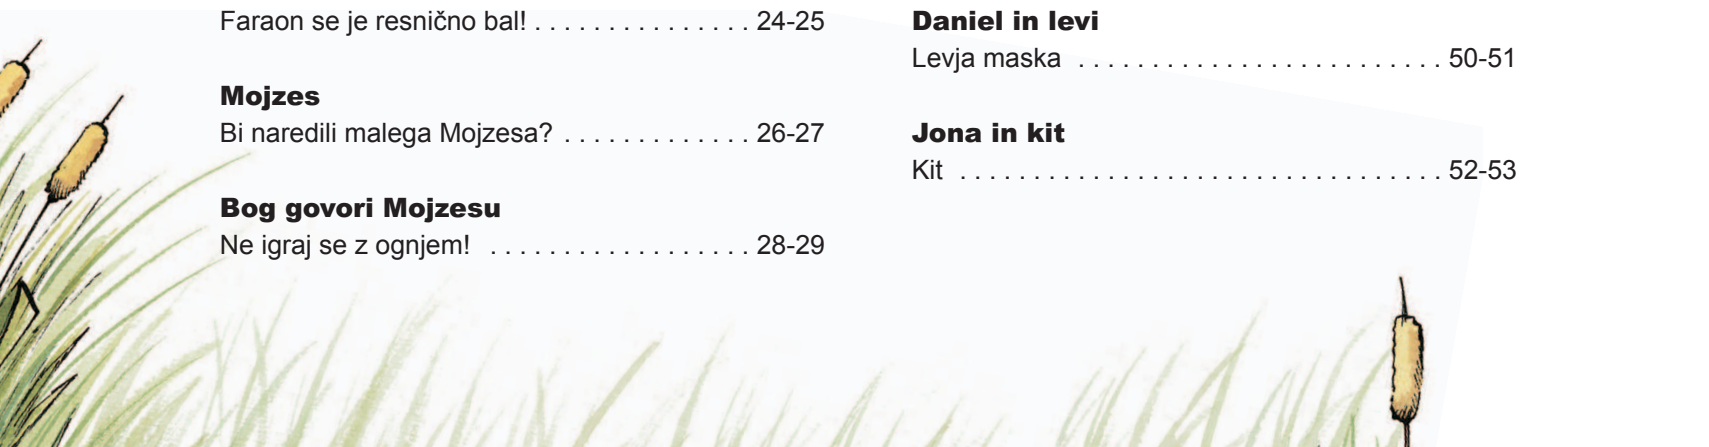 Faraon se je resnično bal! . . . . . . . . . . . . . . . 24-25
Mojzes
Bi naredili malega Mojzesa? . . . . . . . . . . . . . 26-27
Bog govori Mojzesu
Ne igraj se z ognjem! . . . . . . . . . . . . . . . . . . 28-29
Daniel in levi
Levja maska . . . . . . . . . . . . . . . . . . . . . . . . . 50-51
Jona in kit
Kit . . . . . . . . . . . . . . . . . . . . . . . . . . . . . . . . . 52-53